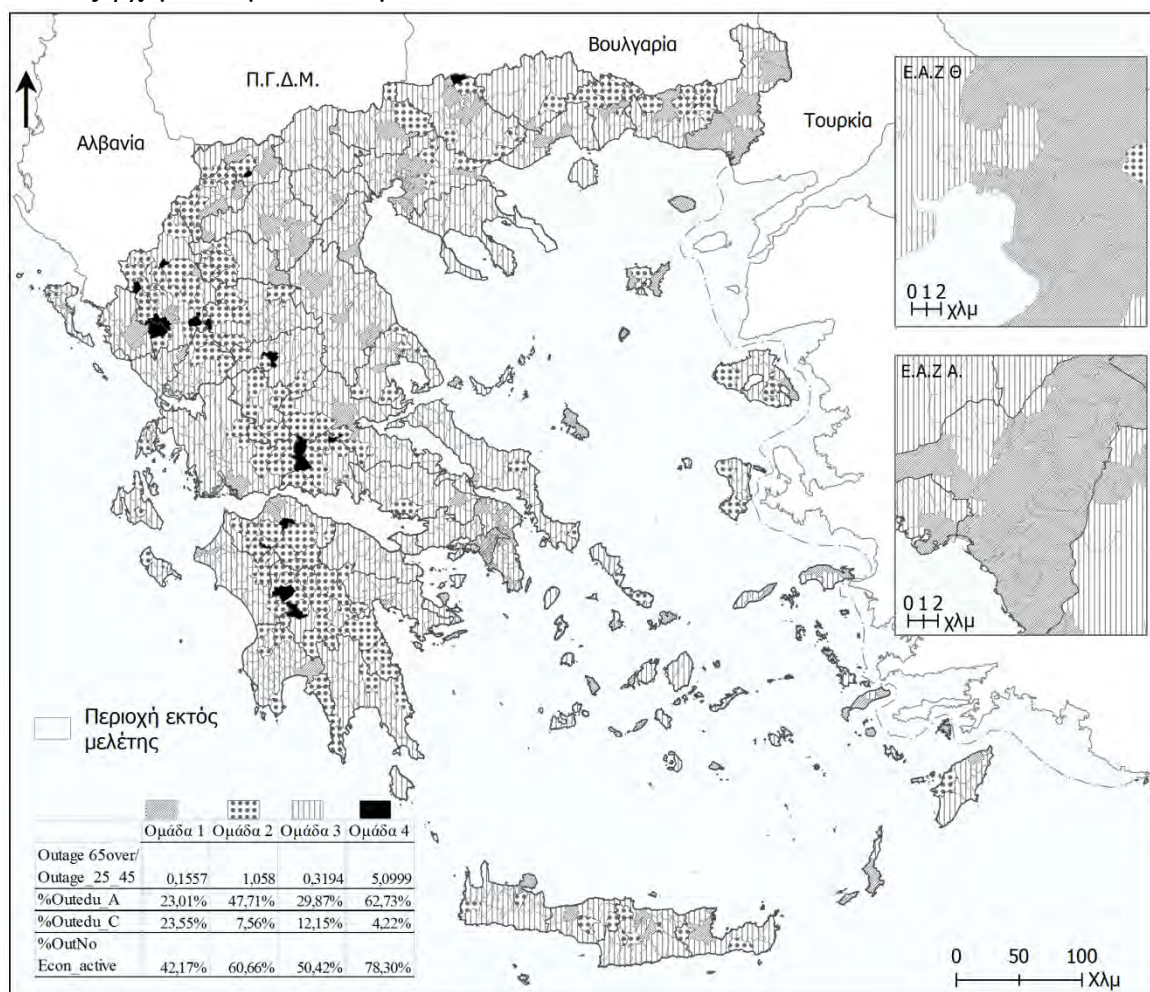 Βουλγαρία
Π.Γ.Δ.Μ.
Αλβανία
Τουρκία
Ε.Α.Ζ Θ
0 1 2
χλμ
Ε.Α.Ζ Α.
0 1 2
χλμ
Περιοχή εκτός
μελέτης
Ομάδα 1 Ομάδα 2 Ομάδα 3 Ομάδα 4
Outage 65over/
Outage_25_45 0,1557 1,058 0,3194 5,0999
%Outedu_A 23,01% 47,71% 29,87% 62,73%
%Outedu_C 23,55% 7,56% 12,15% 4,22%
%OutNo
Econ_active 42,17% 60,66% 50,42% 78,30%
0 50 100
Χλμ